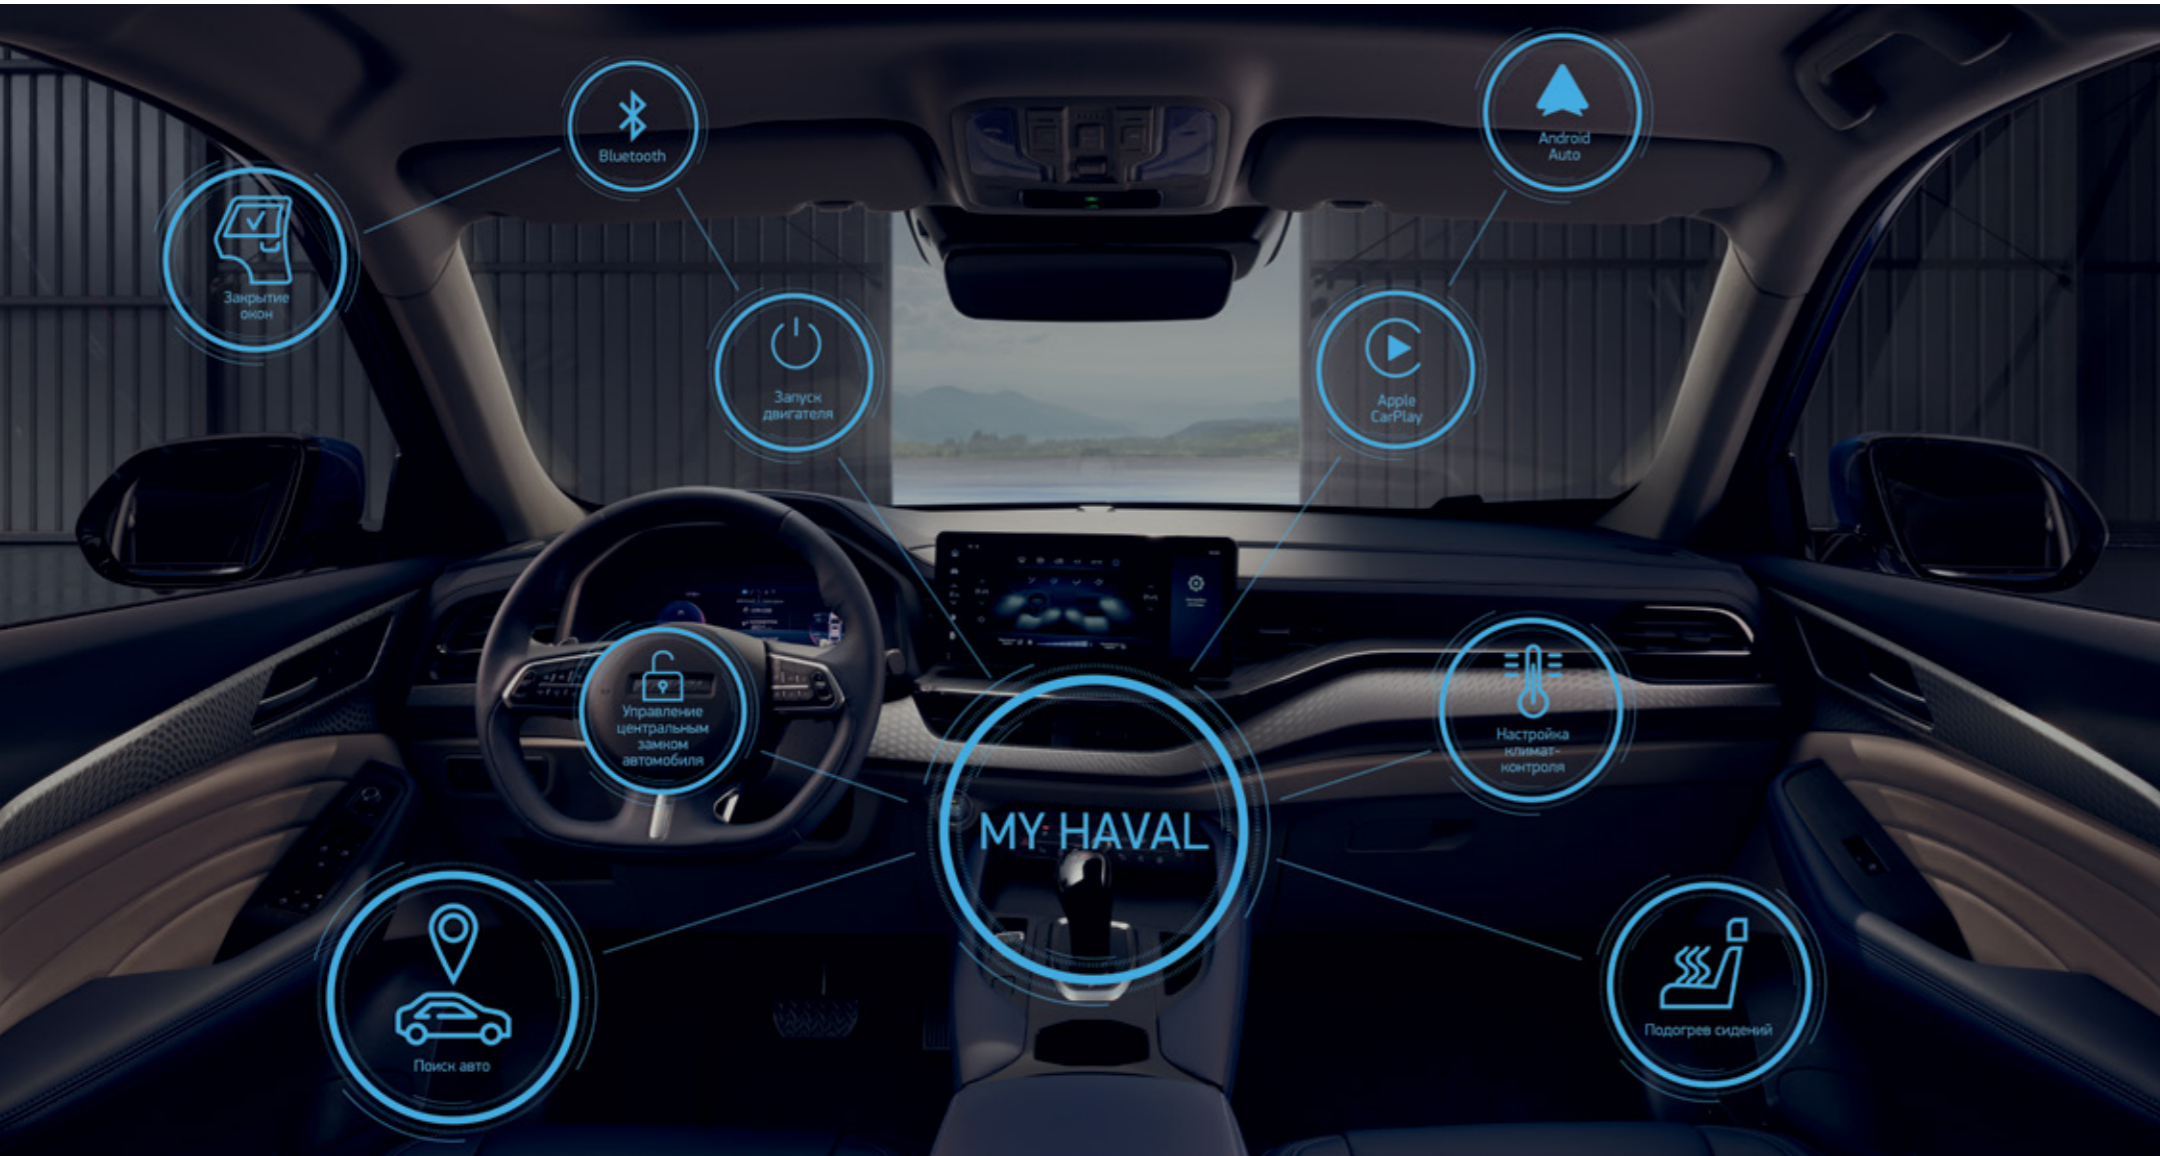 Bluetooth
Android
Auto
Закрытие
окон
Запуск
двигателя
Apple
CarPlay
Управление
центральным
замком
автомобиля
Настройка
климат-
контроля
MY HAVAL
Поиск авто
Подогрев сидений